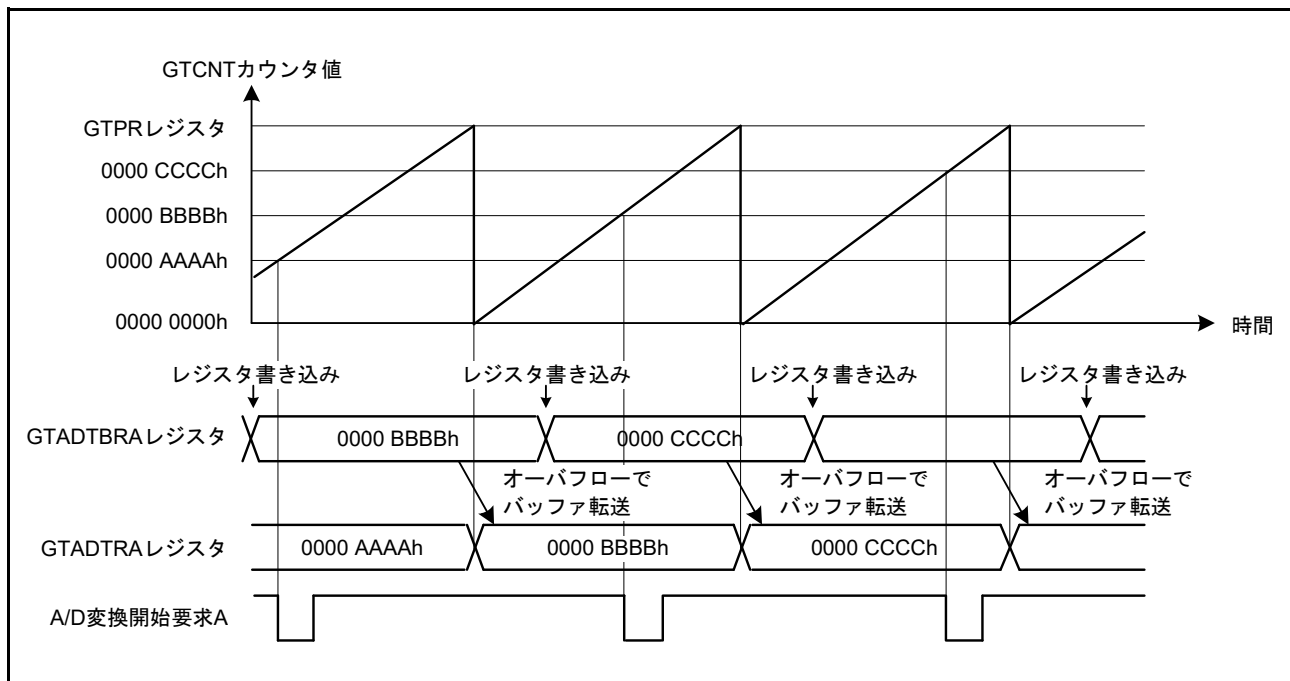 GTCNTカウンタ値
GTPRレジスタ
0000 CCCCh
0000 BBBBh
0000 AAAAh
0000 0000h
時間
レジスタ書き込み
レジスタ書き込み
レジスタ書き込み
レジスタ書き込み
GTADTBRAレジスタ
0000 BBBBh
0000 CCCCh
オーバフローで
バッファ転送
オーバフローで
バッファ転送
オーバフローで
バッファ転送
GTADTRAレジスタ
0000 AAAAh
0000 BBBBh
0000 CCCCh
A/D変換開始要求A